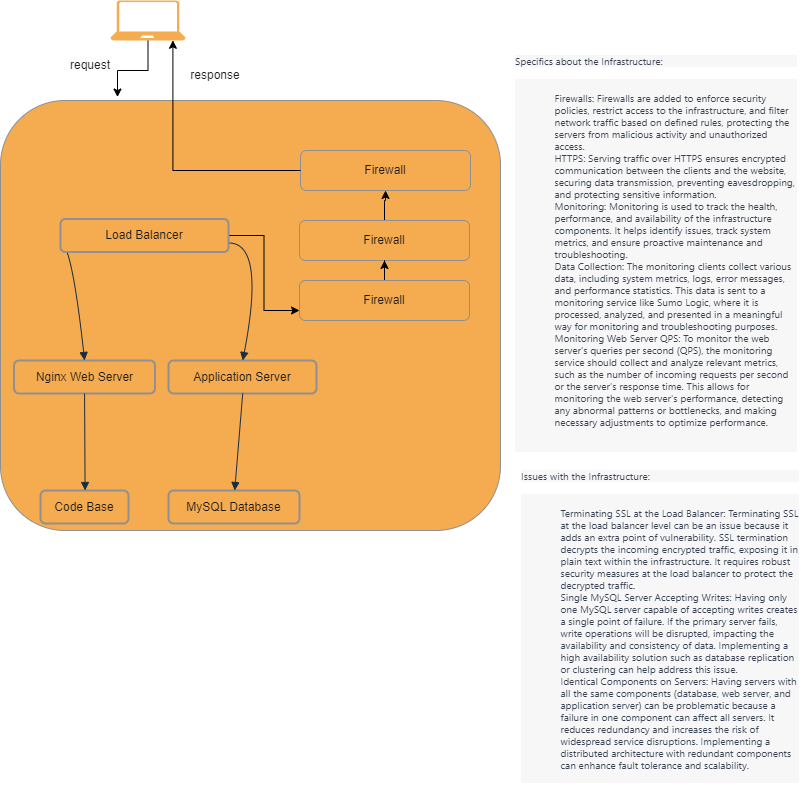 request
response
Firewall
Load Balancer
Firewall
Firewall
Nginx Web Server
Application Server
Code Base
MySQL Database
Specifics about the Infrastructure:
Firewalls: Firewalls are added to enforce security
policies, restrict access to the infrastructure, and filter
network traffic based on defined rules, protecting the
servers from malicious activity and unauthorized
access.
HTTPS: Serving traffic over HTTPS ensures encrypted
communication between the clients and the website,
securing data transmission, preventing eavesdropping,
and protecting sensitive information.
Monitoring: Monitoring is used to track the health,
performance, and availability of the infrastructure
components. It helps identify issues, track system
metrics, and ensure proactive maintenance and
troubleshooting.
Data Collection: The monitoring clients collect various
data, including system metrics, logs, error messages,
and performance statistics. This data is sent to a
monitoring service like Sumo Logic, where it is
processed, analyzed, and presented in a meaningful
way for monitoring and troubleshooting purposes.
Monitoring Web Server QPS: To monitor the web
server's queries per second (QPS), the monitoring
service should collect and analyze relevant metrics,
such as the number of incoming requests per second
or the server's response time. This allows for
monitoring the web server's performance, detecting
any abnormal patterns or bottlenecks, and making
necessary adjustments to optimize performance.
Issues with the Infrastructure:
Terminating SSL at the Load Balancer: Terminating SSL
at the load balancer level can be an issue because it
adds an extra point of vulnerability. SSL termination
decrypts the incoming encrypted traffic, exposing it in
plain text within the infrastructure. It requires robust
security measures at the load balancer to protect the
decrypted traffic.
Single MySQL Server Accepting Writes: Having only
one MySQL server capable of accepting writes creates
a single point of failure. If the primary server fails,
write operations will be disrupted, impacting the
availability and consistency of data. Implementing a
high availability solution such as database replication
or clustering can help address this issue.
Identical Components on Servers: Having servers with
all the same components (database, web server, and
application server) can be problematic because a
failure in one component can affect all servers. It
reduces redundancy and increases the risk of
widespread service disruptions. Implementing a
distributed architecture with redundant components
can enhance fault tolerance and scalability.